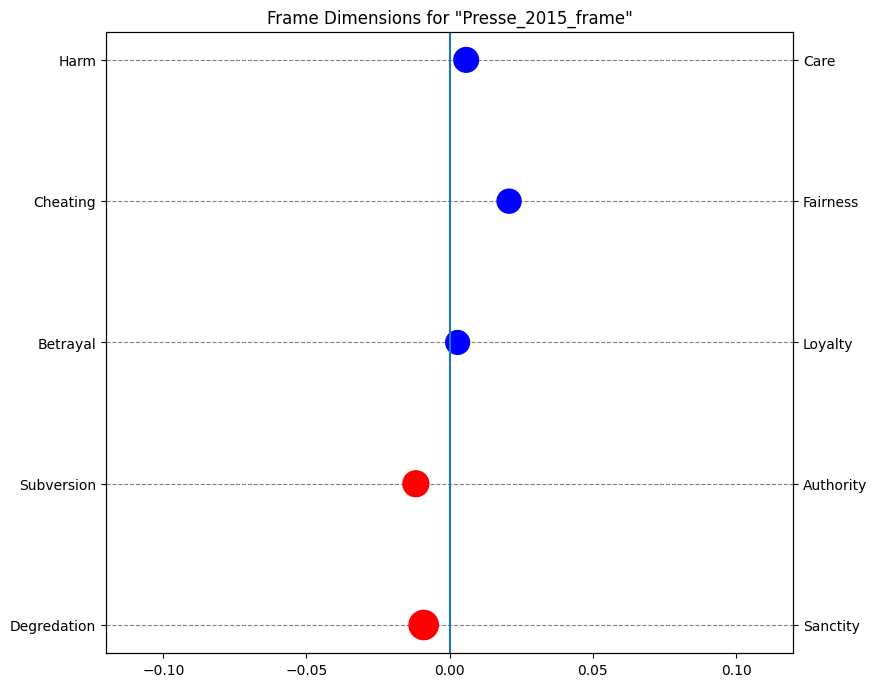 Frame Dimensions for "Presse_2015_frame"
Harm
Care
Cheating
Fairness
Betrayal
Loyalty
Subversion
Authority
Degredation
Sanctity
−0.10 −0.05 0.00 0.05 0.10